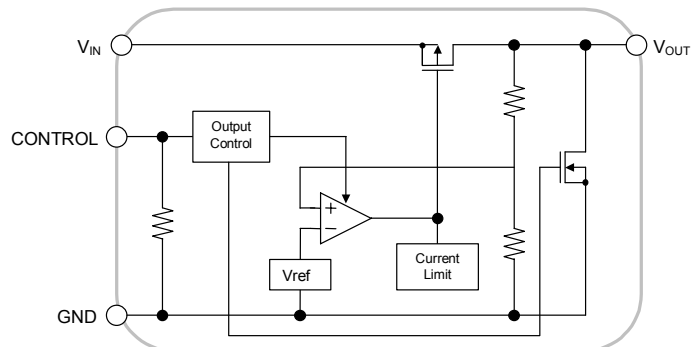 VIN
VOUT
CONTROL
Output
Control
+
−
Vref
Current
Limit
GND